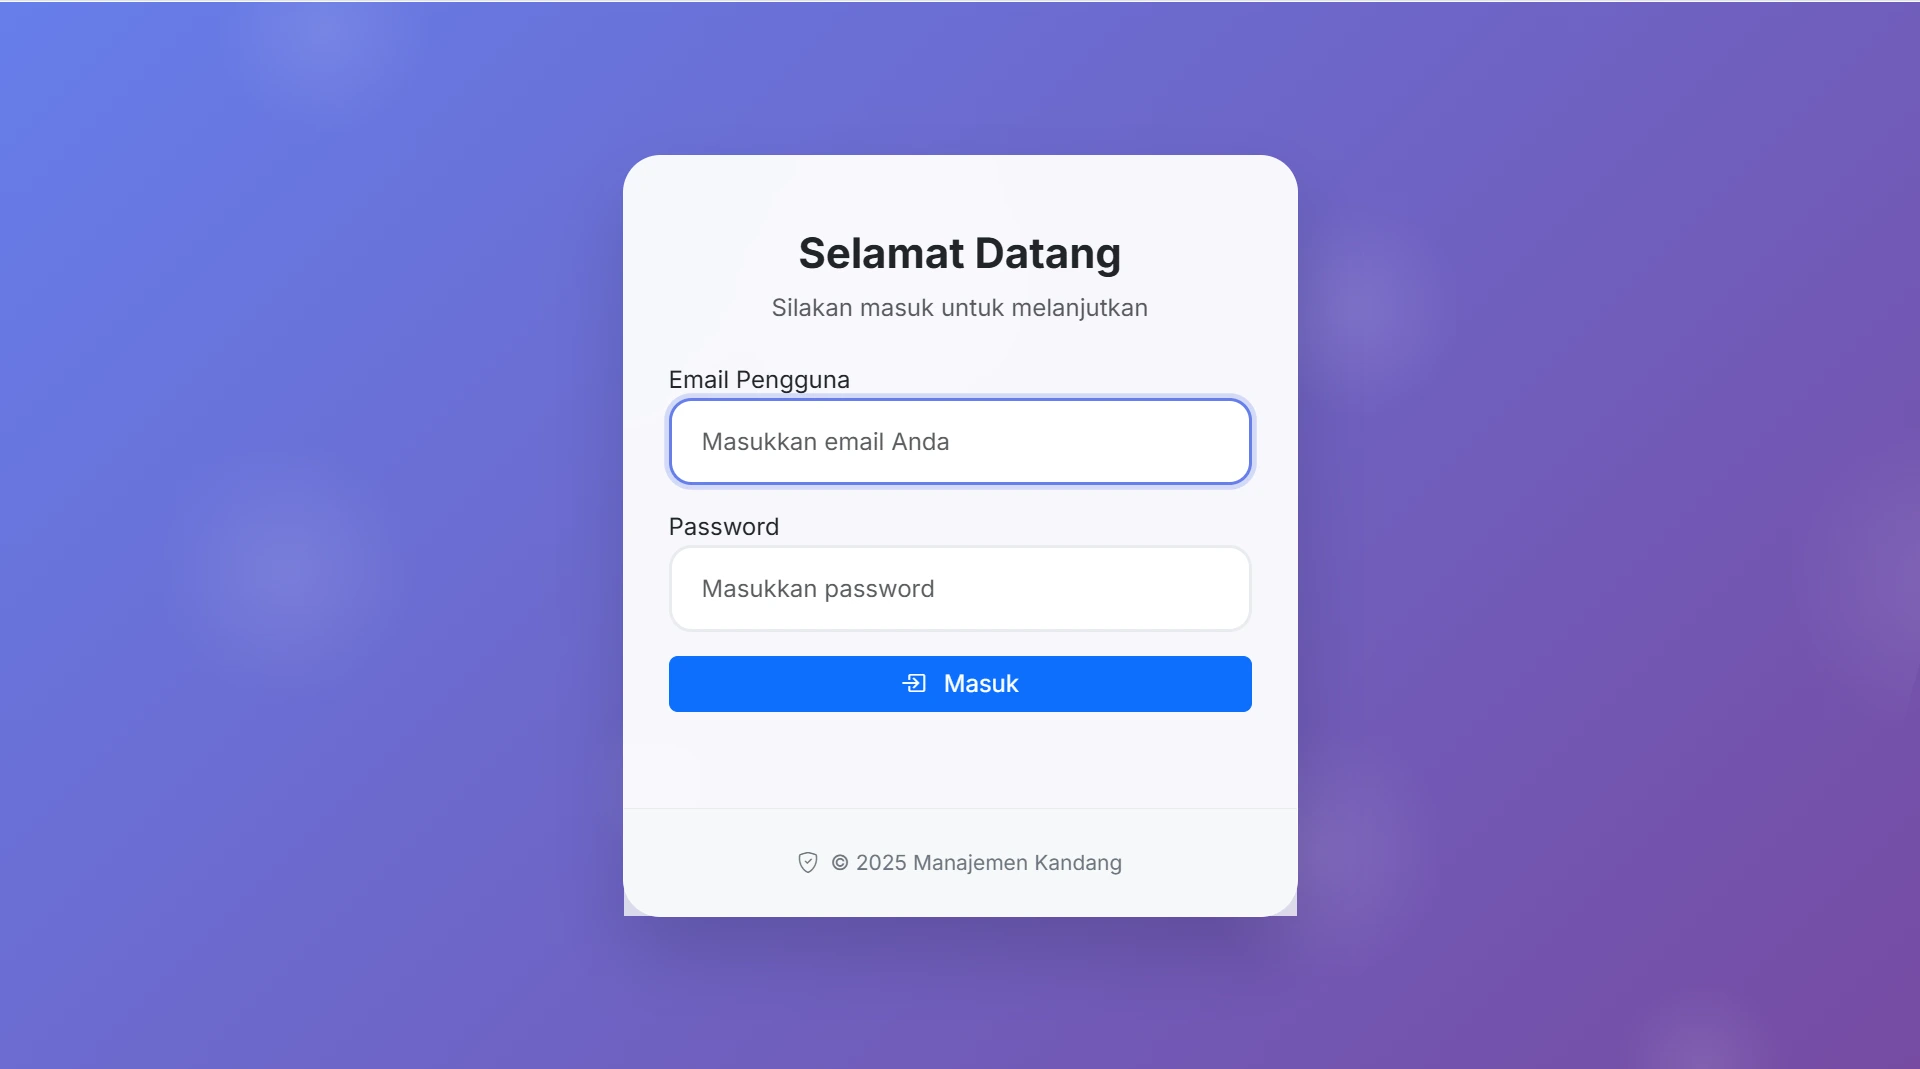 Selamat Datang
Silakan masuk untuk melanjutkan
Email Pengguna
Masukkan email Anda
Password
Masukkan password
Masuk
© 2025 Manajemen Kandang